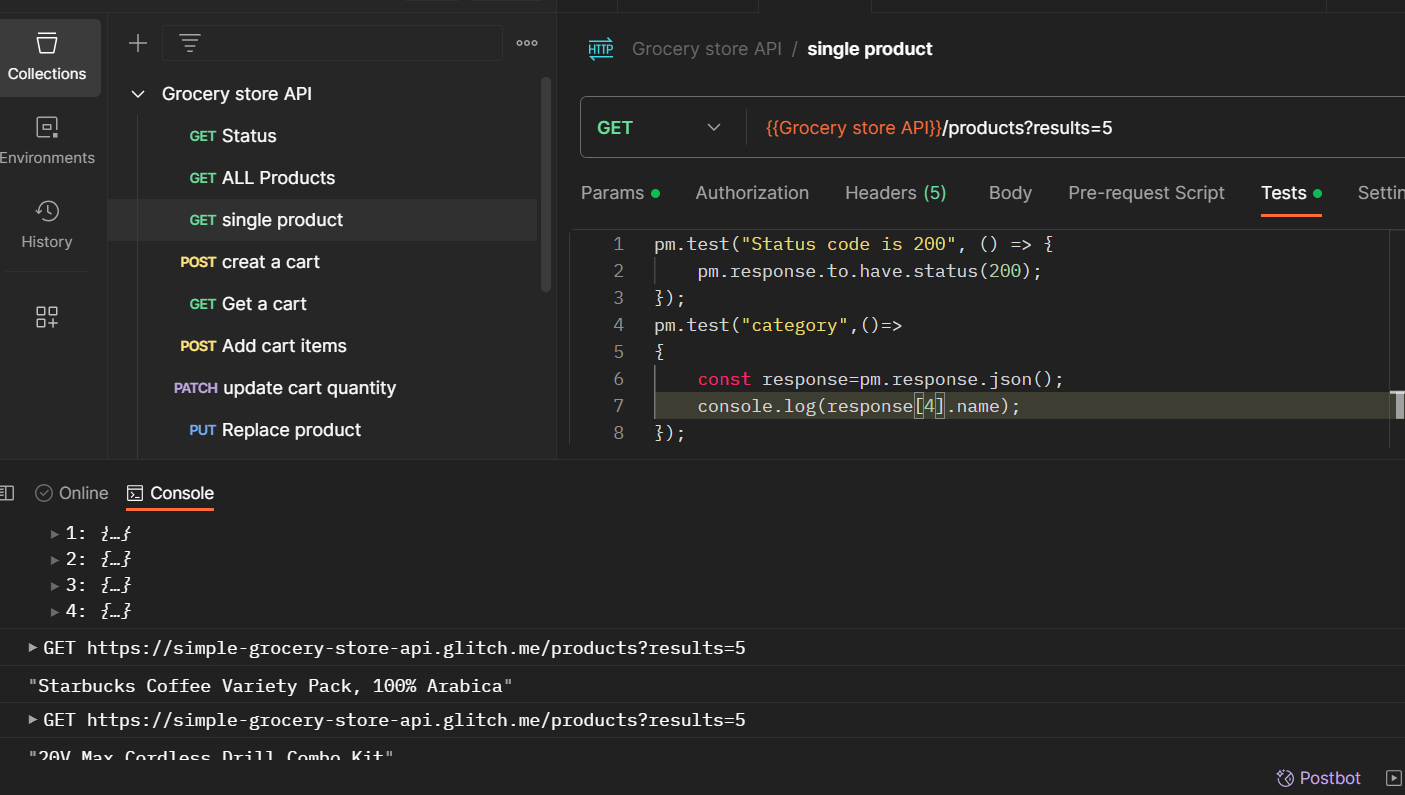 Collections
Environments
History
Grocery store API
GET Status
GET ALL Products
GET single product
POST creat a cart
GET Get a cart
POST Add cart items
PATCH update cart quantity
PUT Replace product
HTTP Grocery store API / single product
GET {{Grocery store API}}/products?results=5
Params Authorization Headers (5) Body Pre-request Script Tests Settin
1 pm.test("Status code is 200", () => {
2 pm.response.to.have.status(200);
3 });
4 pm.test("category",()=>
5 {
6 const response=pm.response.json();
7 console.log(response[4].name);
8 });
Online Console
1: {…}
2: {…}
3: {…}
4: {…}
GET https://simple-grocery-store-api.glitch.me/products?results=5
"Starbucks Coffee Variety Pack, 100% Arabica"
GET https://simple-grocery-store-api.glitch.me/products?results=5
"20V Max Cordless Drill Combo Kit"
Postbot